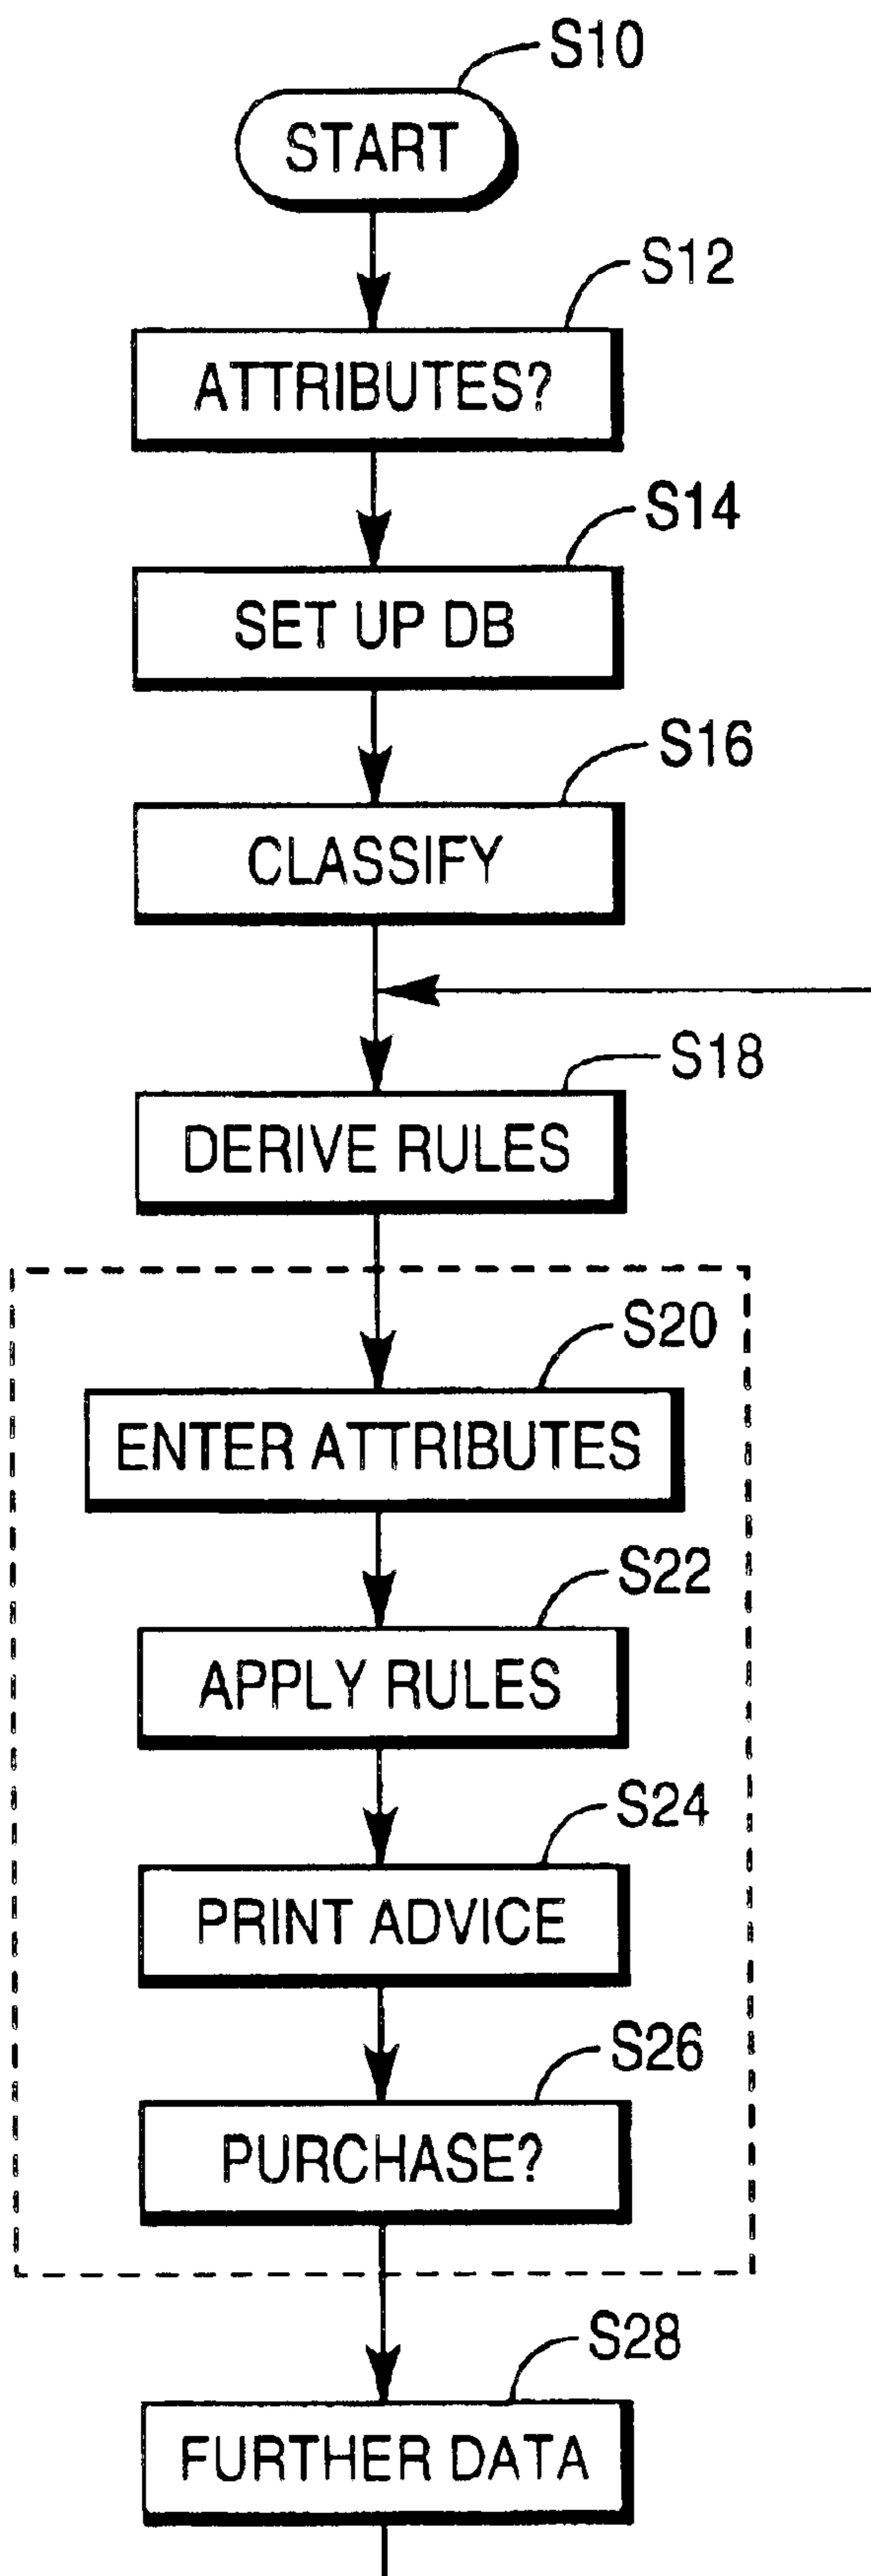 S10
START
S12
ATTRIBUTES?
S14
SET UP DB
S16
CLASSIFY
S18
DERIVE RULES
S20
ENTER ATTRIBUTES
S22
APPLY RULES
S24
PRINT ADVICE
S26
PURCHASE?
S28
FURTHER DATA